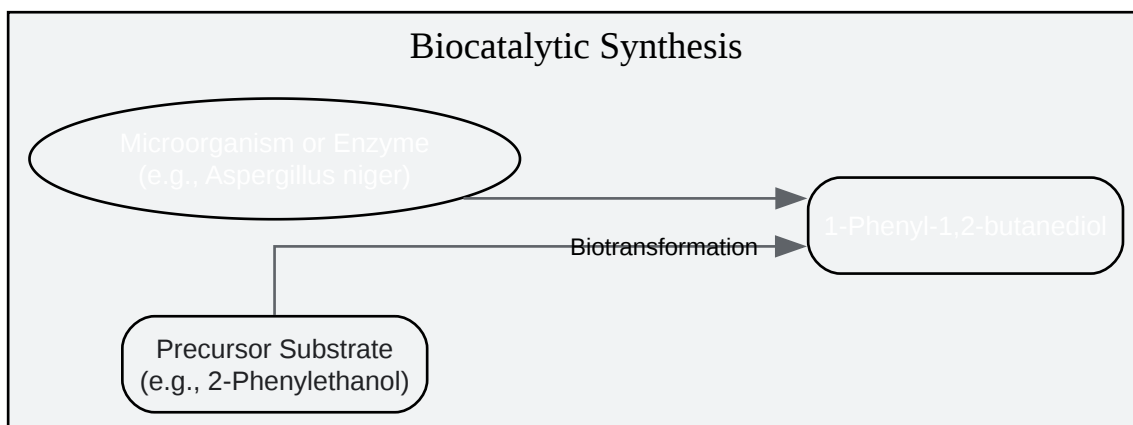 Biocatalytic Synthesis
Microorganism or Enzyme
(e.g., Aspergillus niger)
1-Phenyl-1,2-butanediol
Biotransformation
Precursor Substrate
(e.g., 2-Phenylethanol)